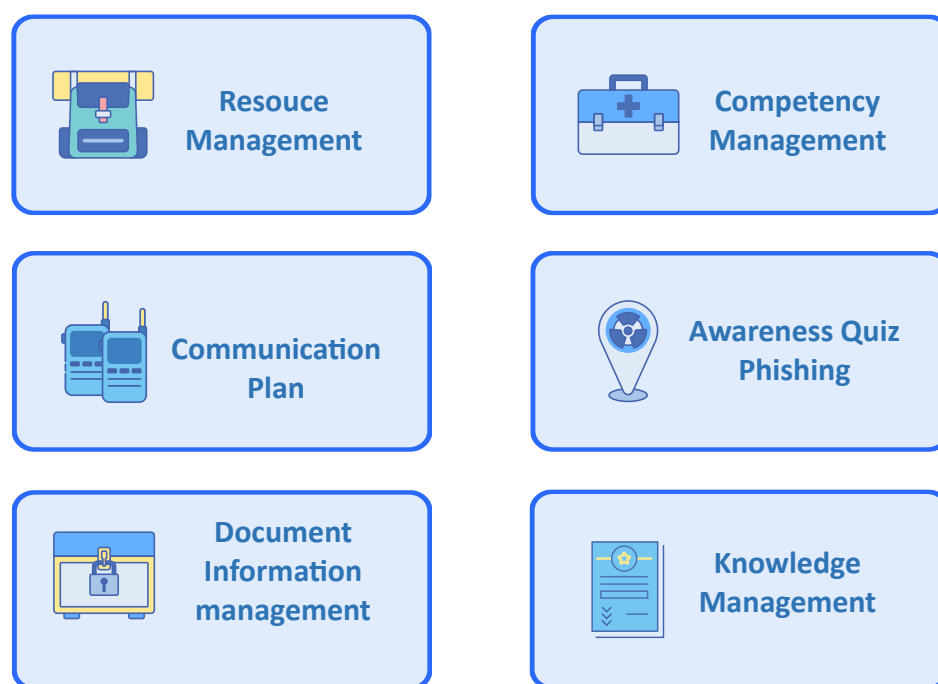 Resouce
Management
Competency
Management
Communication
Plan
Awareness Quiz
Phishing
Document
Information
management
Knowledge
Management